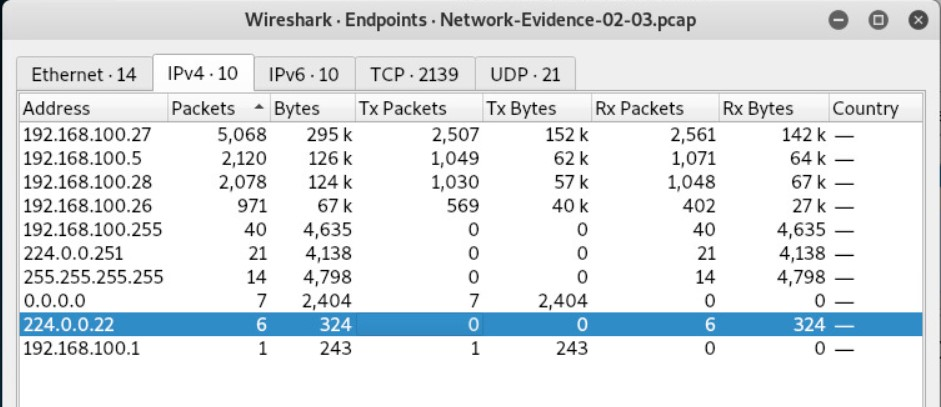 Wireshark · Endpoints · Network-Evidence-02-03.pcap
Ethernet · 14 IPv4 · 10 IPv6 · 10 TCP · 2139 UDP · 21
Address Packets Bytes Tx Packets Tx Bytes Rx Packets Rx Bytes Country
192.168.100.27 5,068 295 k 2,507 152 k 2,561 142 k —
192.168.100.5 2,120 126 k 1,049 62 k 1,071 64 k —
192.168.100.28 2,078 124 k 1,030 57 k 1,048 67 k —
192.168.100.26 971 67 k 569 40 k 402 27 k —
192.168.100.255 40 4,635 0 0 40 4,635 —
224.0.0.251 21 4,138 0 0 21 4,138 —
255.255.255.255 14 4,798 0 0 14 4,798 —
0.0.0.0 7 2,404 7 2,404 0 0 —
224.0.0.22 6 324 0 0 6 324 —
192.168.100.1 1 243 1 243 0 0 —